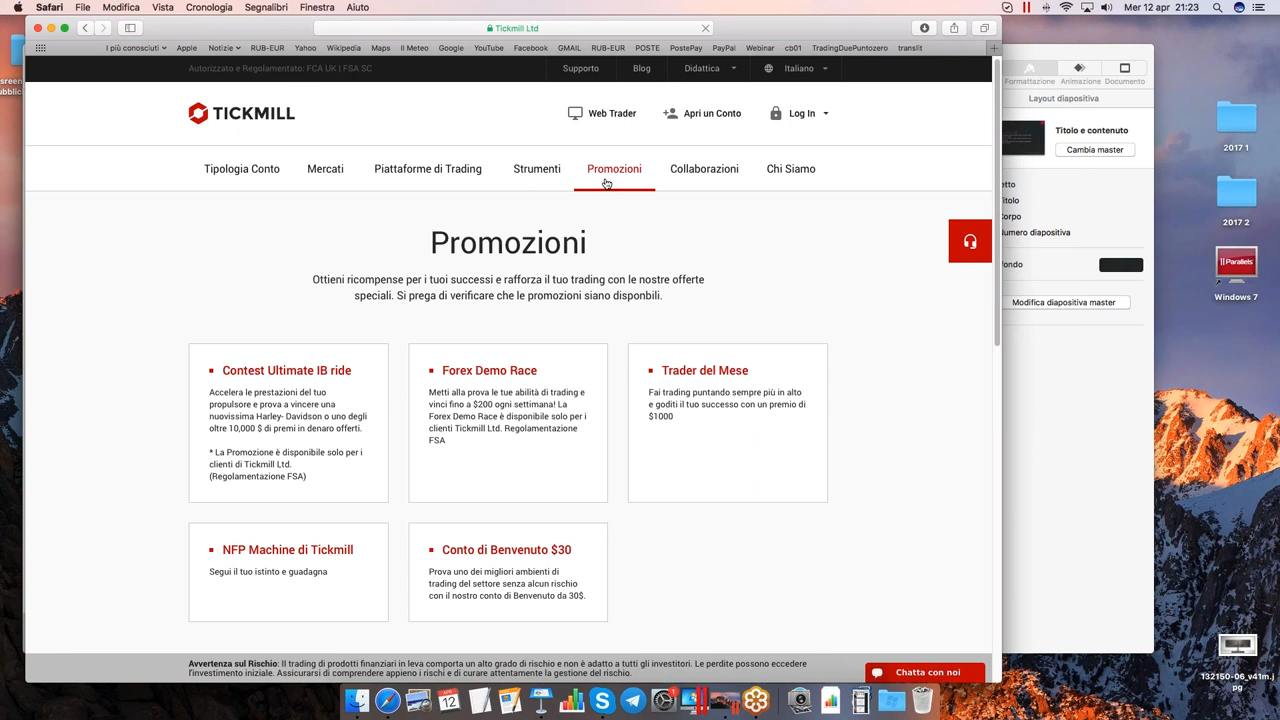 Safari File Modifica Vista Cronologia Segnalibri Finestra Aiuto
Mer 12 apr 21:23
Tickmill Ltd
I più conosciuti Apple Notizie RUB-EUR Yahoo Wikipedia Maps Il Meteo Google YouTube Facebook GMAIL RUB-EUR POSTE PostePay PayPal Webinar cb01 TradingDuePuntozero translit
Autorizzato e Regolamentato: FCA UK | FSA SC
Supporto Blog Didattica Italiano
TICKMILL
Web Trader Apri un Conto Log In
Tipologia Conto Mercati Piattaforme di Trading Strumenti Promozioni Collaborazioni Chi Siamo
Promozioni
Ottieni ricompense per i tuoi successi e rafforza il tuo trading con le nostre offerte
speciali. Si prega di verificare che le promozioni siano disponbili.
Contest Ultimate IB ride
Accelera le prestazioni del tuo
propulsore e prova a vincere una
nuovissima Harley- Davidson o uno degli
oltre 10,000 $ di premi in denaro offerti.
* La Promozione è disponibile solo per i
clienti di Tickmill Ltd.
(Regolamentazione FSA)
Forex Demo Race
Metti alla prova le tue abilità di trading e
vinci fino a $200 ogni settimana! La
Forex Demo Race è disponibile solo per i
clienti Tickmill Ltd. Regolamentazione
FSA
Trader del Mese
Fai trading puntando sempre più in alto
e goditi il tuo successo con un premio di
$1000
NFP Machine di Tickmill
Segui il tuo istinto e guadagna
Conto di Benvenuto $30
Prova uno dei migliori ambienti di
trading del settore senza alcun rischio
con il nostro conto di Benvenuto da 30$.
Avvertenza sul Rischio: Il trading di prodotti finanziari in leva comporta un alto grado di rischio e non è adatto a tutti gli investitori. Le perdite possono eccedere
l'investimento iniziale. Assicurarsi di comprendere appieno i rischi e di curare attentamente la gestione del rischio.
Chatta con noi
Formattazione Animazione Documento
Layout diapositiva
Titolo e contenuto
Cambia master
etto
Titolo
Corpo
Numero diapositiva
fondo
Modifica diapositiva master
2017 1
2017 2
Parallels
Windows 7
132150-06_v41m.j
pg
12